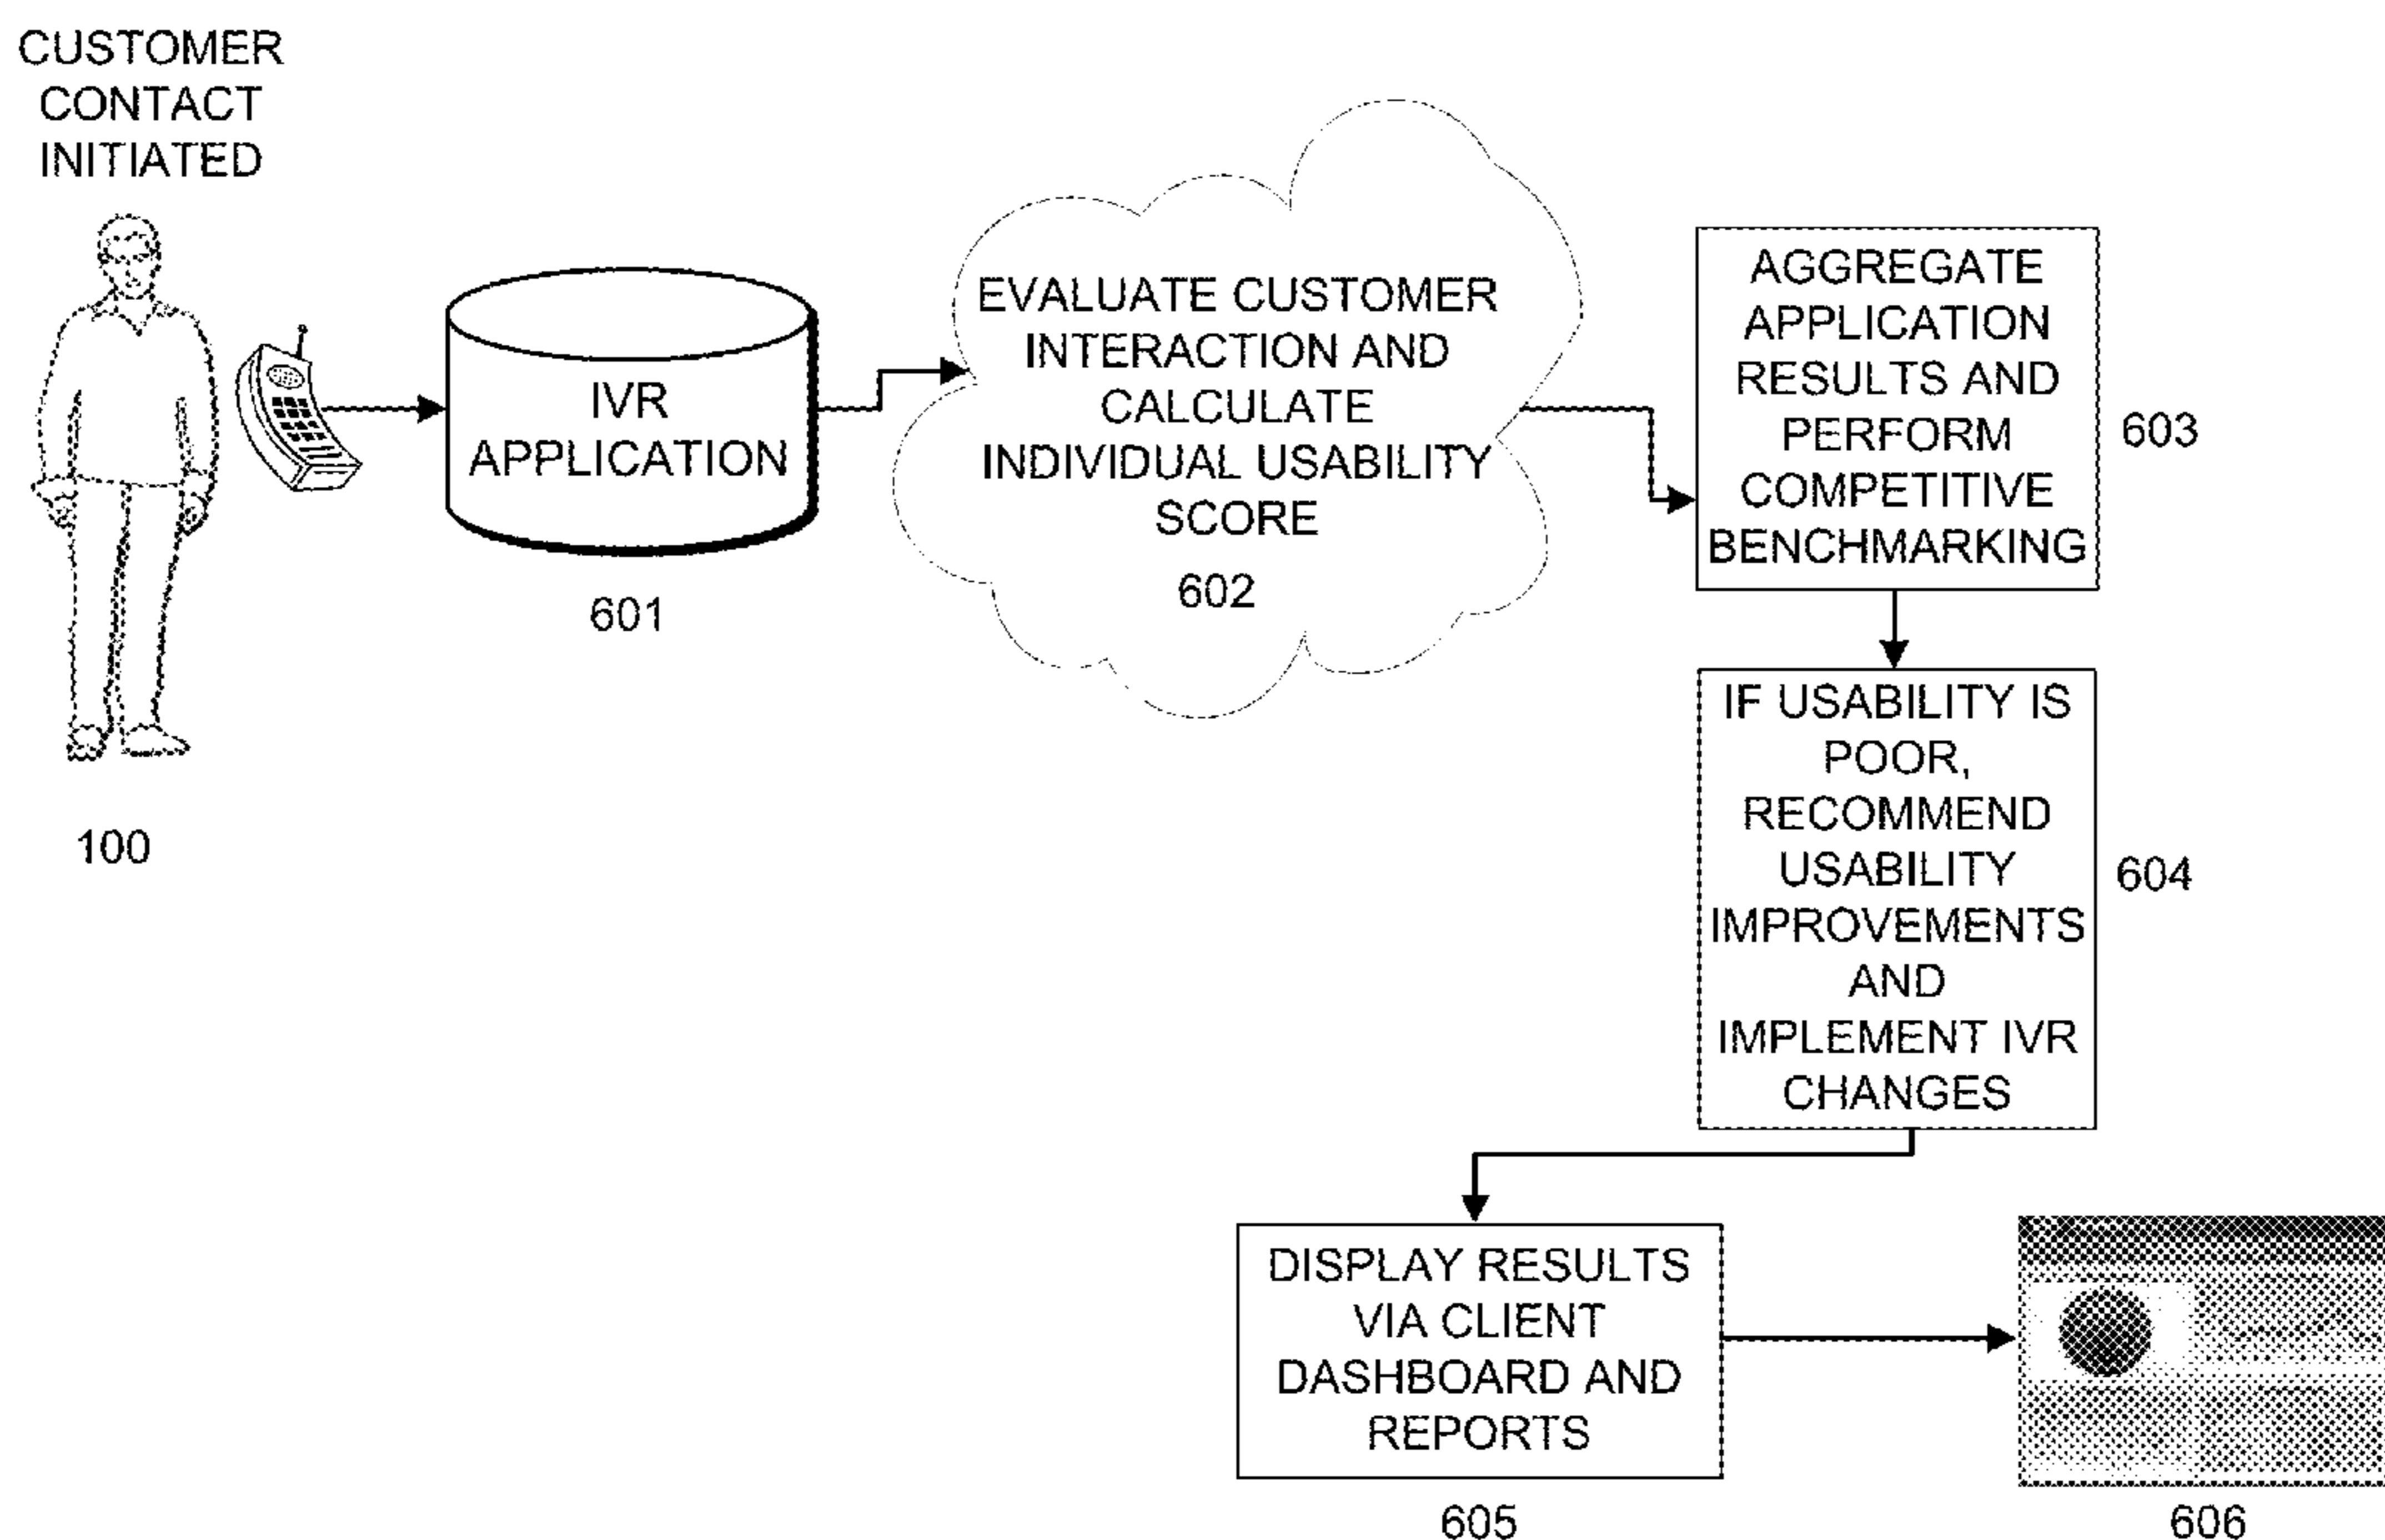 CUSTOMER
CONTACT
INITIATED
100
IVR
APPLICATION
601
EVALUATE CUSTOMER
INTERACTION AND
CALCULATE
INDIVIDUAL USABILITY
SCORE
602
AGGREGATE
APPLICATION
RESULTS AND
PERFORM
COMPETITIVE
BENCHMARKING
603
IF USABILITY IS
POOR,
RECOMMEND
USABILITY
IMPROVEMENTS
AND
IMPLEMENT IVR
CHANGES
604
DISPLAY RESULTS
VIA CLIENT
DASHBOARD AND
REPORTS
605
606